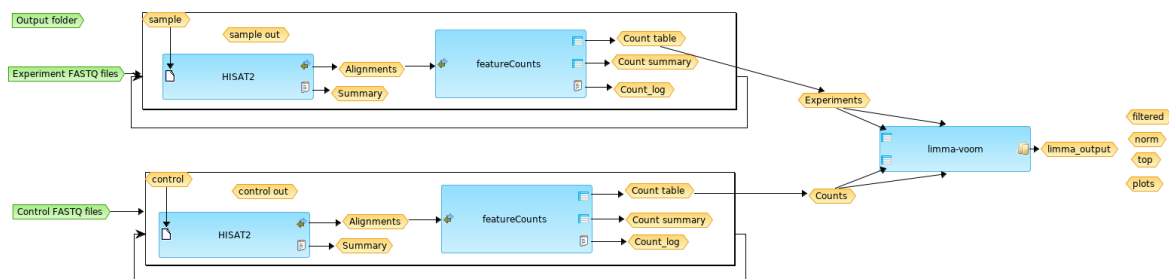 Output folder
sample
sample out
Count table
Experiment FASTQ files
HISAT2
Alignments
featureCounts
Count summary
Summary
Count_log
Experiments
filtered
limma-voom
limma_output
norm
top
plots
control
control out
Count table
Counts
Control FASTQ files
HISAT2
Alignments
featureCounts
Count summary
Summary
Count_log